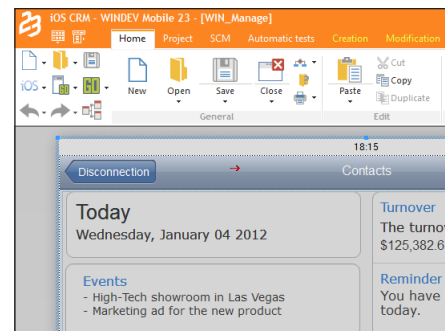 iOS CRM - WINDEV Mobile 23 - [WIN_Manage]
Home Project SCM Automatic tests Creation Modification
iOS
New Open Save Close Paste
Cut
Copy
Duplicate
General Edit
18:15
Disconnection Contacts
Today
Wednesday, January 04 2012
Turnover
The turno
$125,382.6
Events
- High-Tech showroom in Las Vegas
- Marketing ad for the new product
Reminder
You have
today.